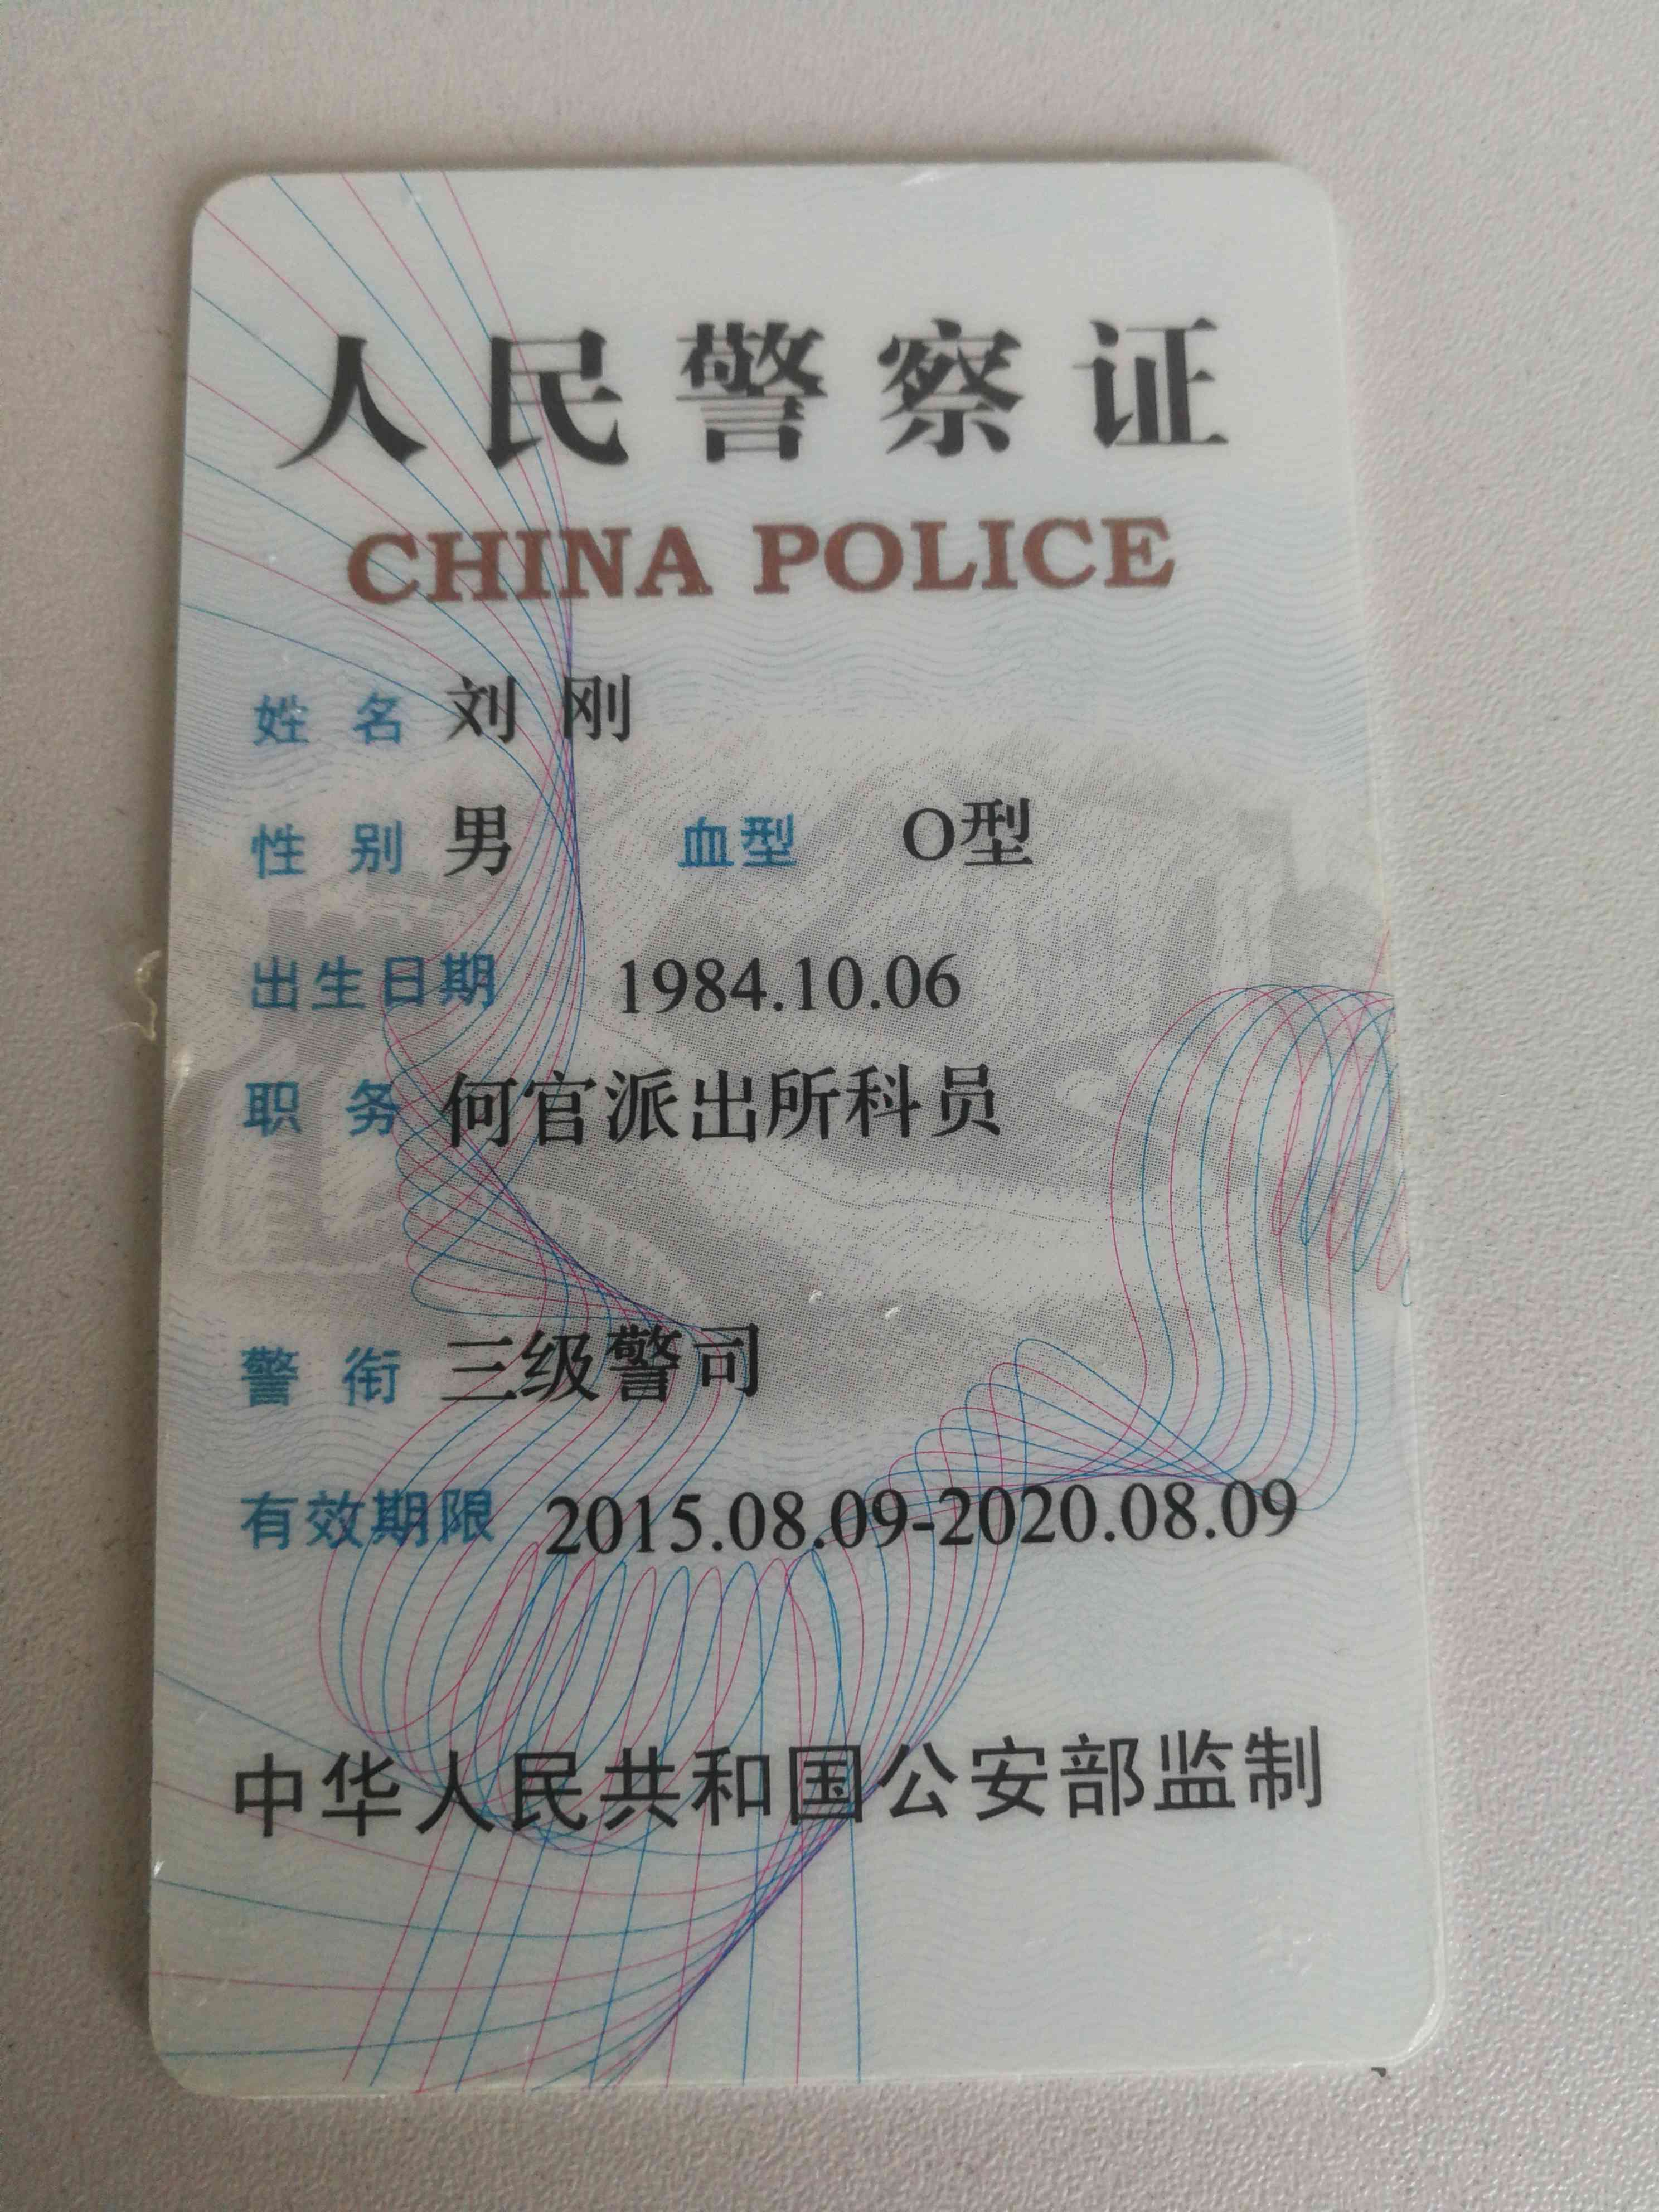 人民警察证
CHINA POLICE
姓 名 刘 刚
性 别 男 血型 O型
出生日期 1984.10.06
职 务 何官派出所科员
警 衔 三级警司
有效期限 2015.08.09-2020.08.09
中华人民共和国公安部监制